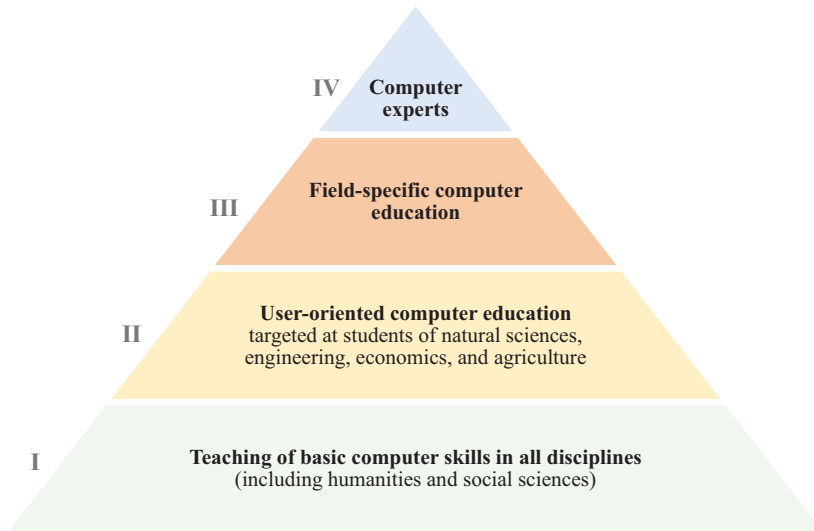 IV
Computer
experts
III
Field-specific computer
education
II
User-oriented computer education
targeted at students of natural sciences,
engineering, economics, and agriculture
I
Teaching of basic computer skills in all disciplines
(including humanities and social sciences)